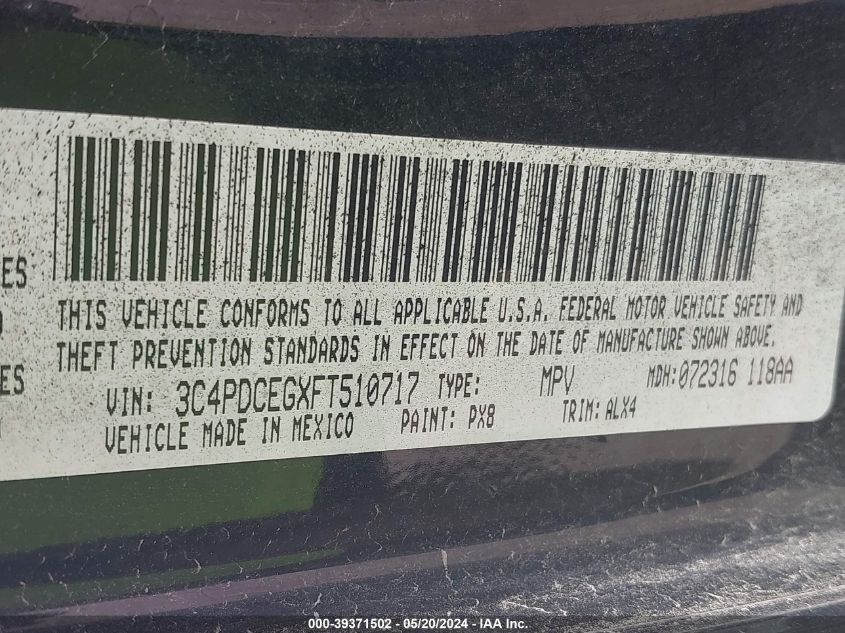 ES
THIS VEHICLE CONFORMS TO ALL APPLICABLE U.S.A. FEDERAL MOTOR VEHICLE SAFETY AND
THEFT PREVENTION STANDARDS IN EFFECT ON THE DATE OF MANUFACTURE SHOWN ABOVE.
ES
VIN: 3C4PDCEGXFT510717 TYPE: MPV MDH:072316 118AA
VEHICLE MADE IN MEXICO PAINT: PX8 TRIM: ALX4
000-39371502 - 05/20/2024 - IAA Inc.